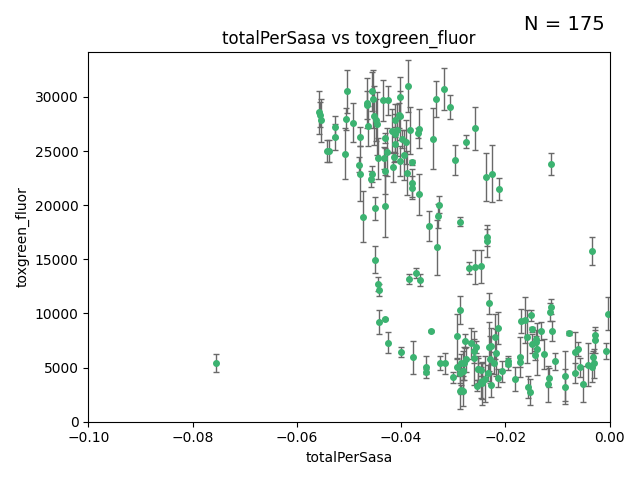 N = 175
totalPerSasa vs toxgreen_fluor
30000
25000
20000
15000
10000
5000
0
toxgreen_fluor
−0.10 −0.08 −0.06 −0.04 −0.02 0.00
totalPerSasa